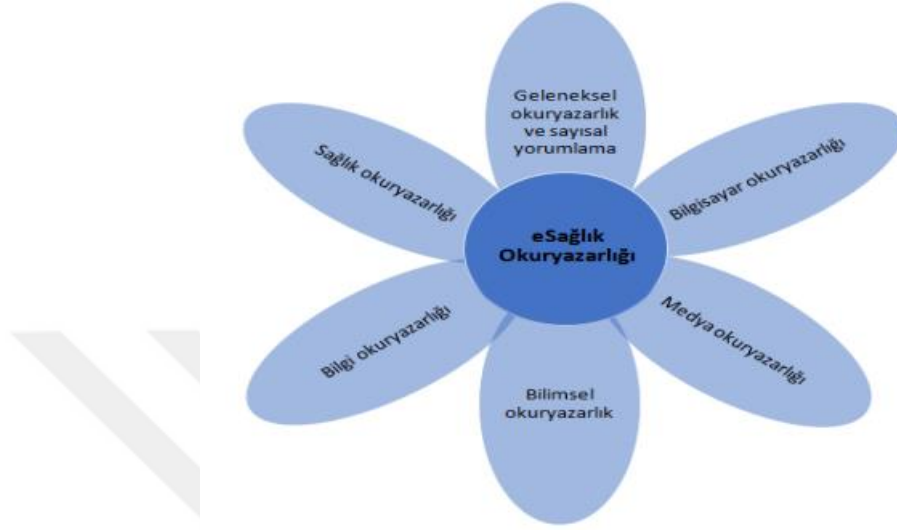 Geleneksel
okuryazarlık
ve sayısal
yorumlama
Sağlık okuryazarlığı
Bilgisayar okuryazarlığı
eSağlık
Okuryazarlığı
Bilgi okuryazarlığı
Medya okuryazarlığı
Bilimsel
okuryazarlık